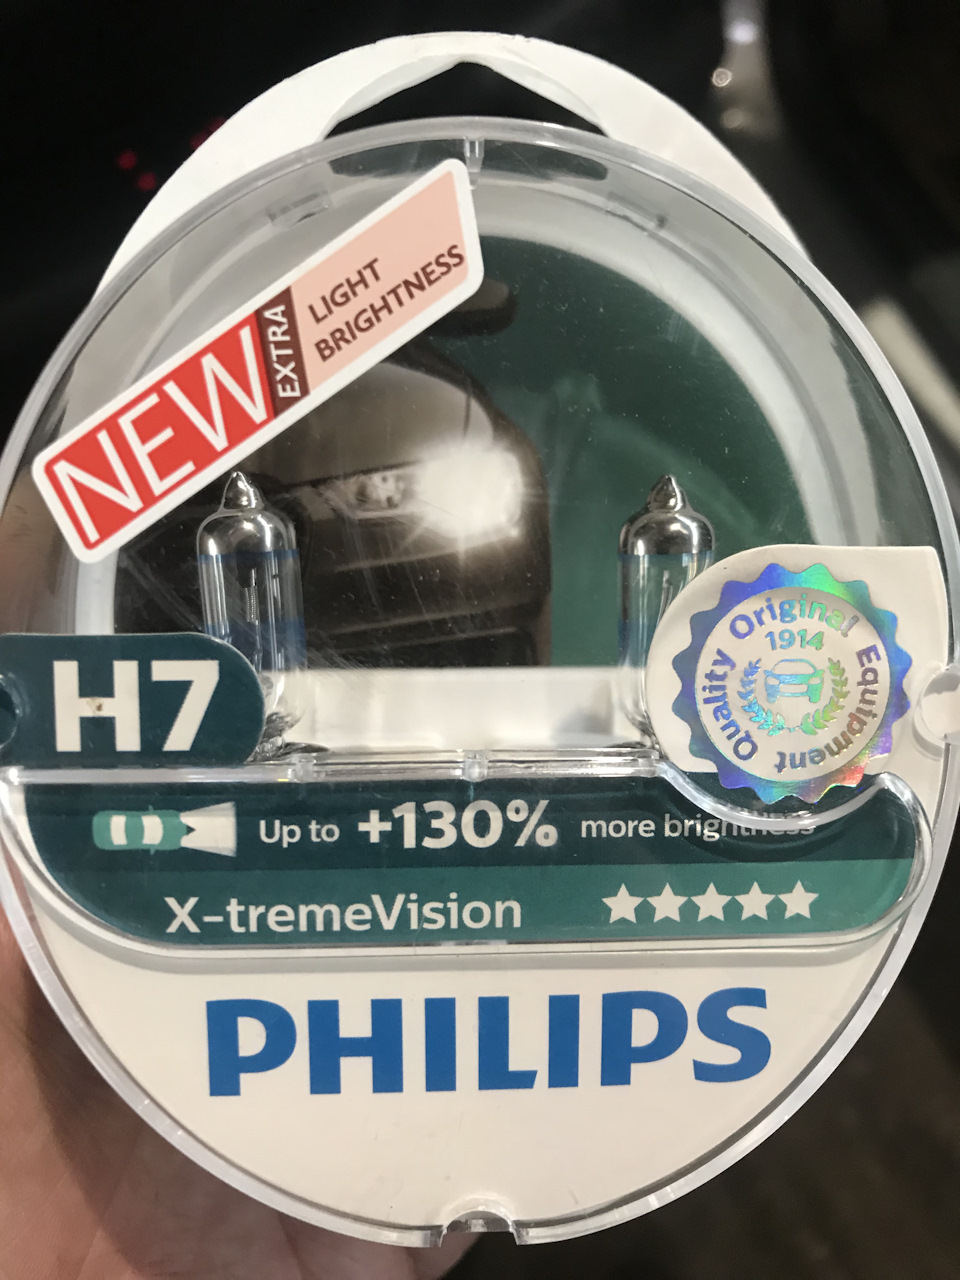 NEW EXTRA LIGHT
BRIGHTNESS
H7
Original Equipment Quality
1914
Up to +130% more brightness
X-tremeVision
PHILIPS